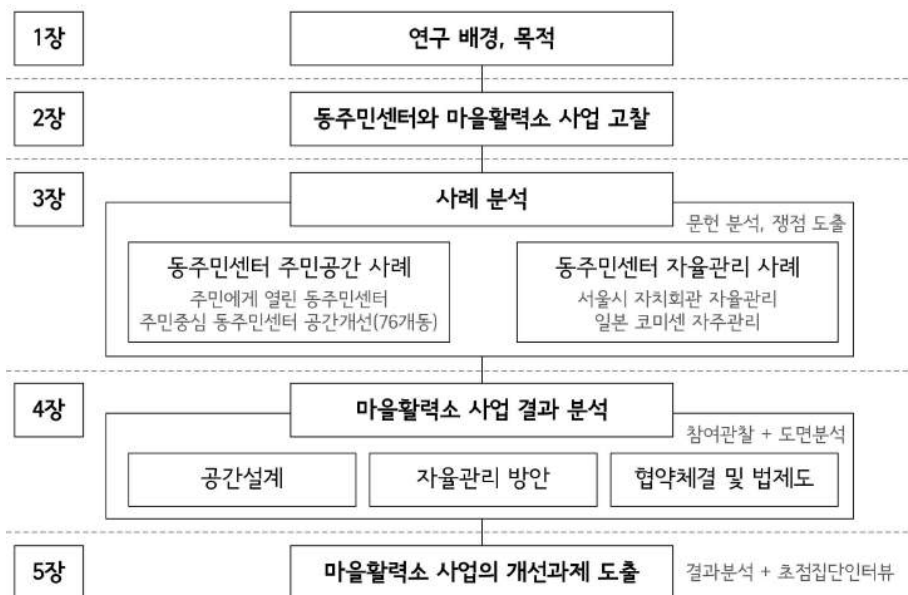 1장
연구 배경, 목적
2장
동주민센터와 마을활력소 사업 고찰
3장
사례 분석
문헌 분석, 쟁점 도출
동주민센터 주민공간 사례
주민에게 열린 동주민센터
주민중심 동주민센터 공간개선(76개동)
동주민센터 자율관리 사례
서울시 자치회관 자율관리
일본 코미센 자주관리
4장
마을활력소 사업 결과 분석
참여관찰 + 도면분석
공간설계
자율관리 방안
협약체결 및 법제도
5장
마을활력소 사업의 개선과제 도출
결과분석 + 초점집단인터뷰